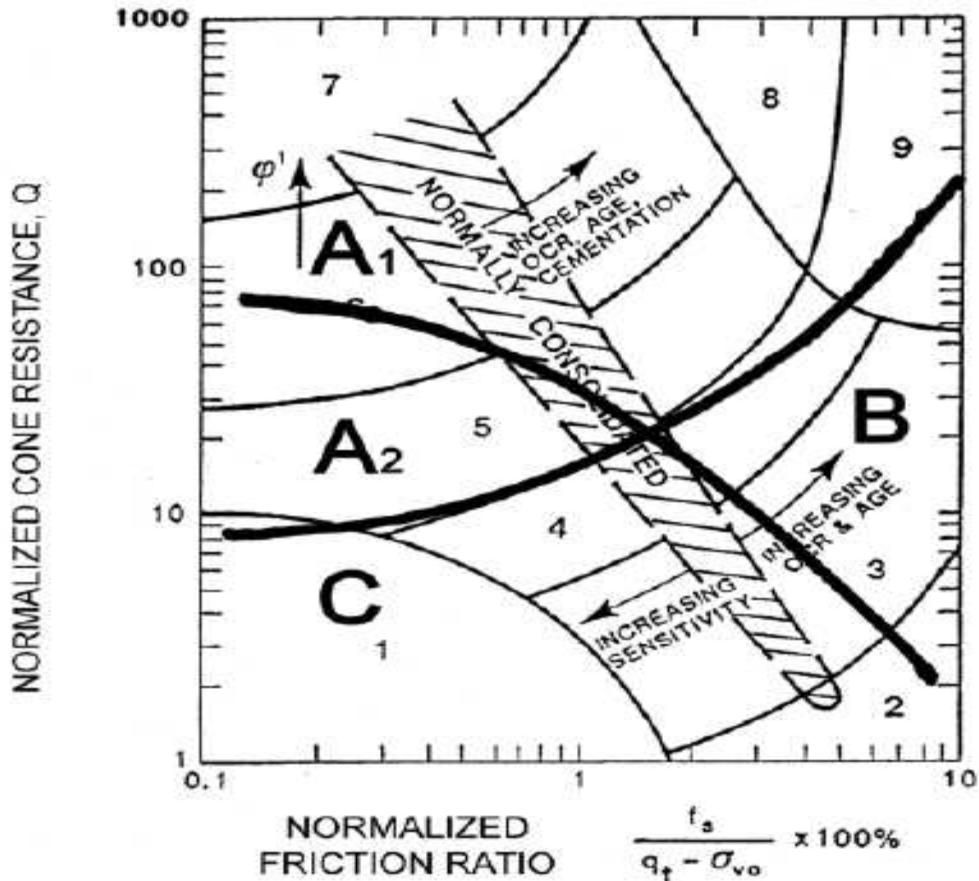 1000
7
8
9
φ'
NORMALLY CONSOLIDATED
INCREASING
OCR, AGE,
CEMENTATION
A1
100
6
NORMALIZED CONE RESISTANCE, Q
A2
5
B
10
4
INCREASING
OCR & AGE
3
C
1
INCREASING
SENSITIVITY
2
1
0.1
1
10
NORMALIZED
FRICTION RATIO
fs
qt - σvo
x100%